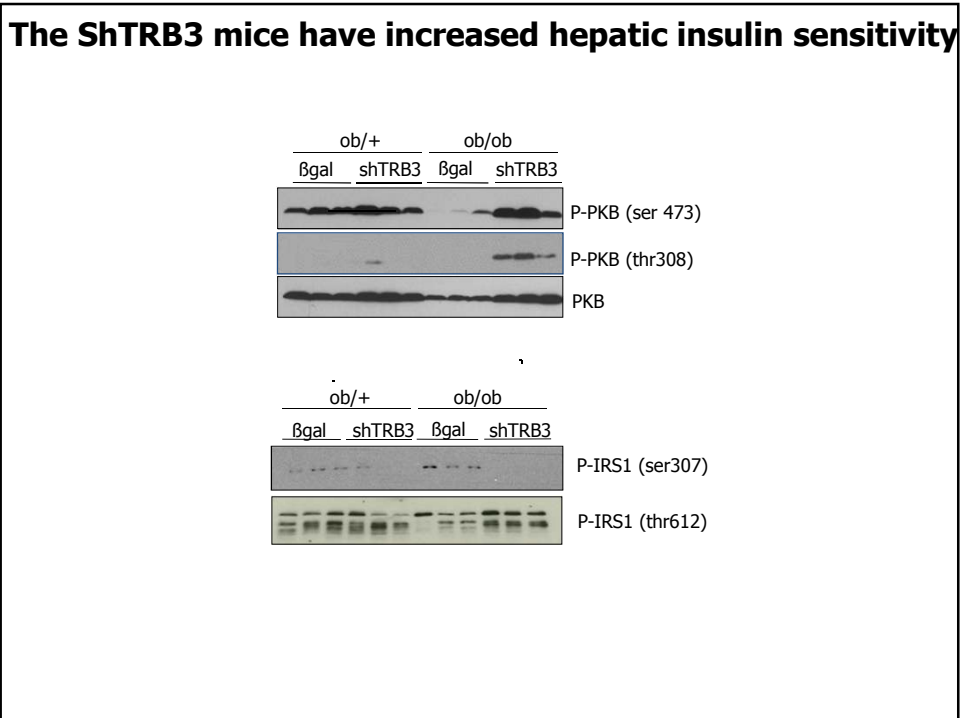 The ShTRB3 mice have increased hepatic insulin sensitivity
ob/+ ob/ob
ßgal shTRB3 ßgal shTRB3
P-PKB (ser 473)
P-PKB (thr308)
PKB
ob/+ ob/ob
ßgal shTRB3 ßgal shTRB3
P-IRS1 (ser307)
P-IRS1 (thr612)